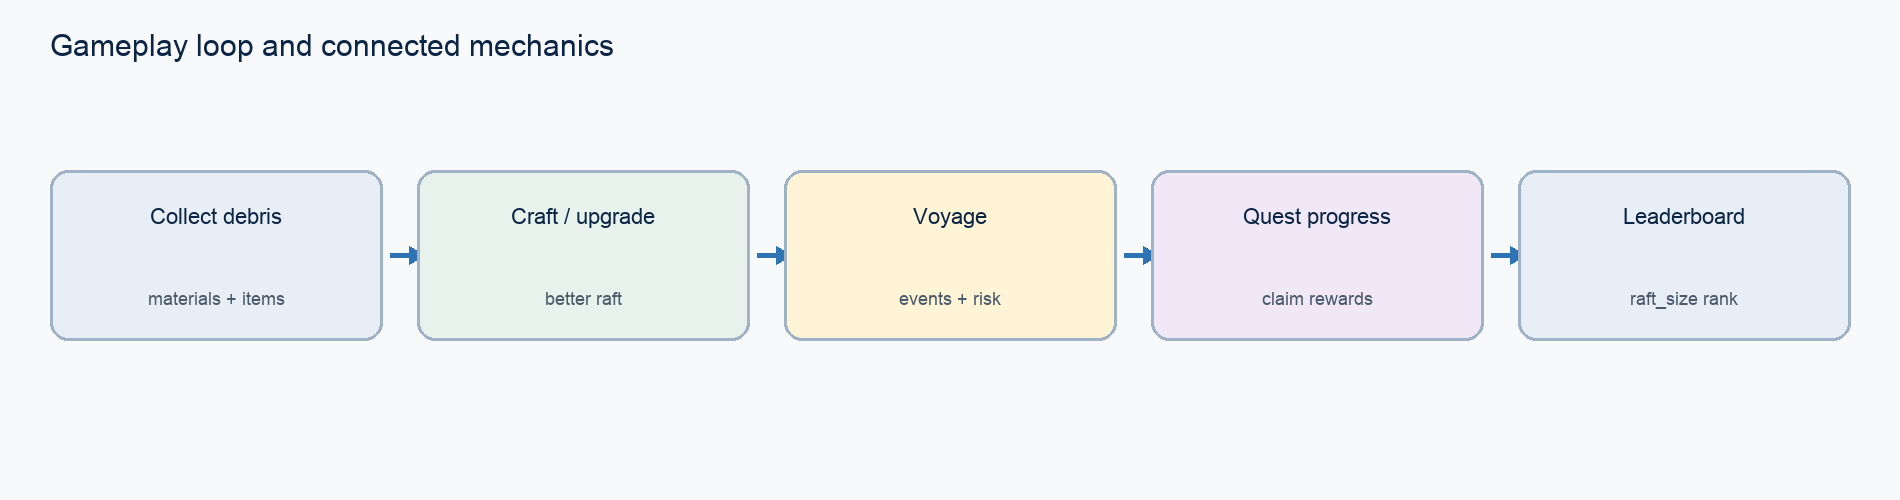 Gameplay loop and connected mechanics
Collect debris
materials + items
Craft / upgrade
better raft
Voyage
events + risk
Quest progress
claim rewards
Leaderboard
raft_size rank